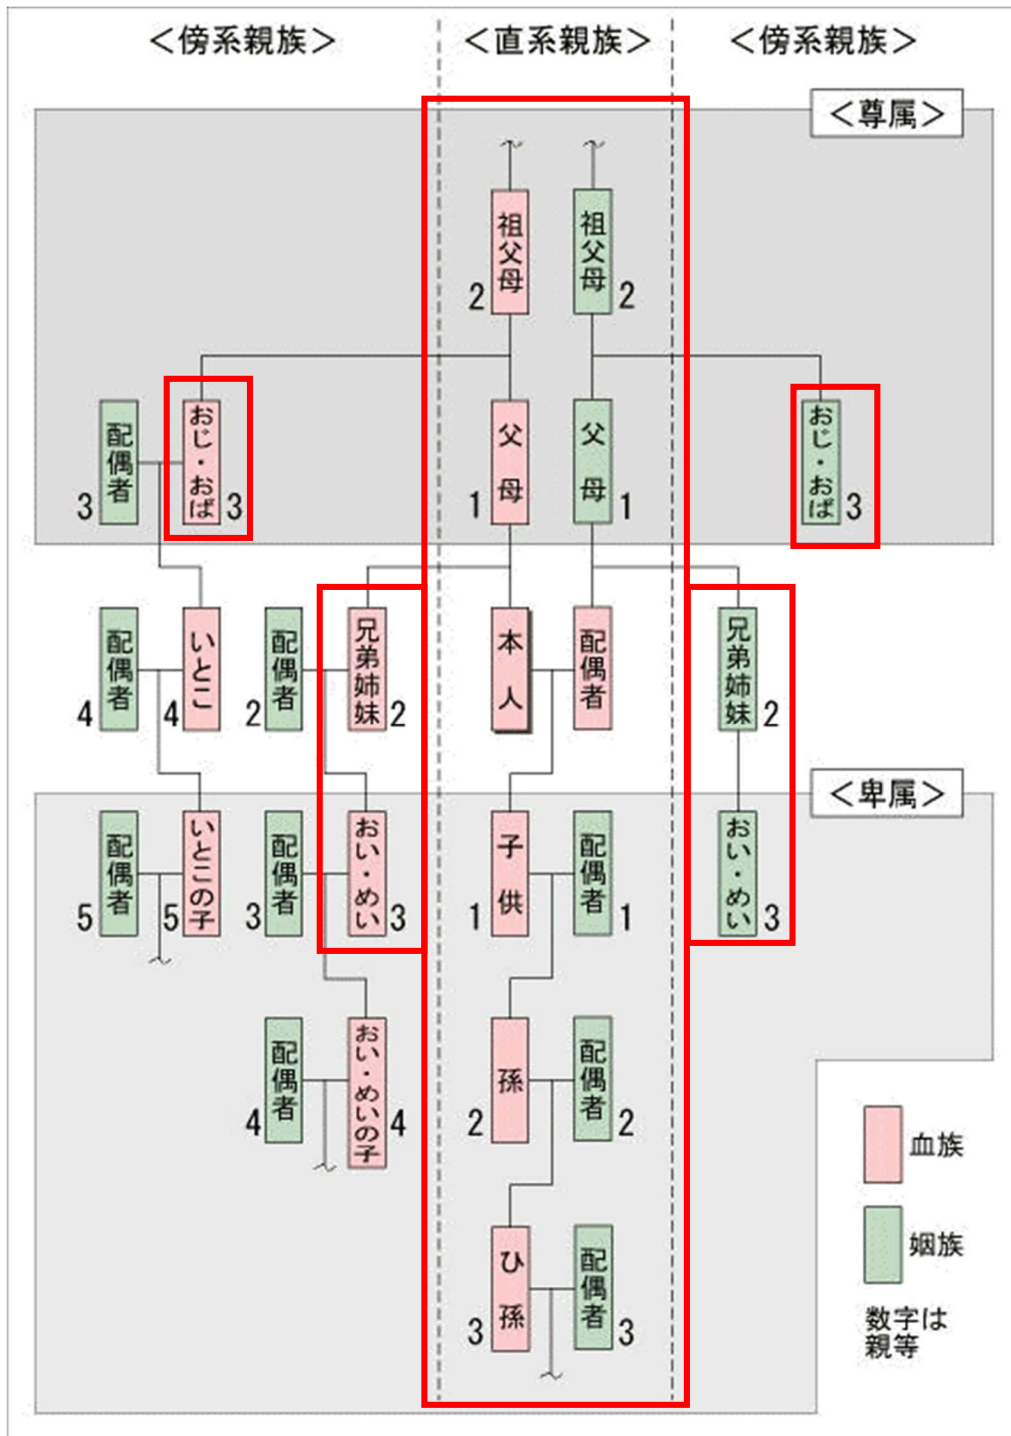 ＜傍系親族＞
＜直系親族＞
＜傍系親族＞
＜尊属＞
祖父母
2
祖父母
2
配偶者
3
おじ・おば
3
父母
1
父母
1
おじ・おば
3
配偶者
4
いとこ
4
配偶者
2
兄弟姉妹
2
本人
配偶者
兄弟姉妹
2
＜卑属＞
配偶者
5
いとこの子
5
配偶者
3
おい・めい
3
子供
1
配偶者
1
おい・めい
3
配偶者
4
おい・めいの子
4
孫
2
配偶者
2
ひ孫
3
配偶者
3
血族
姻族
数字は
親等